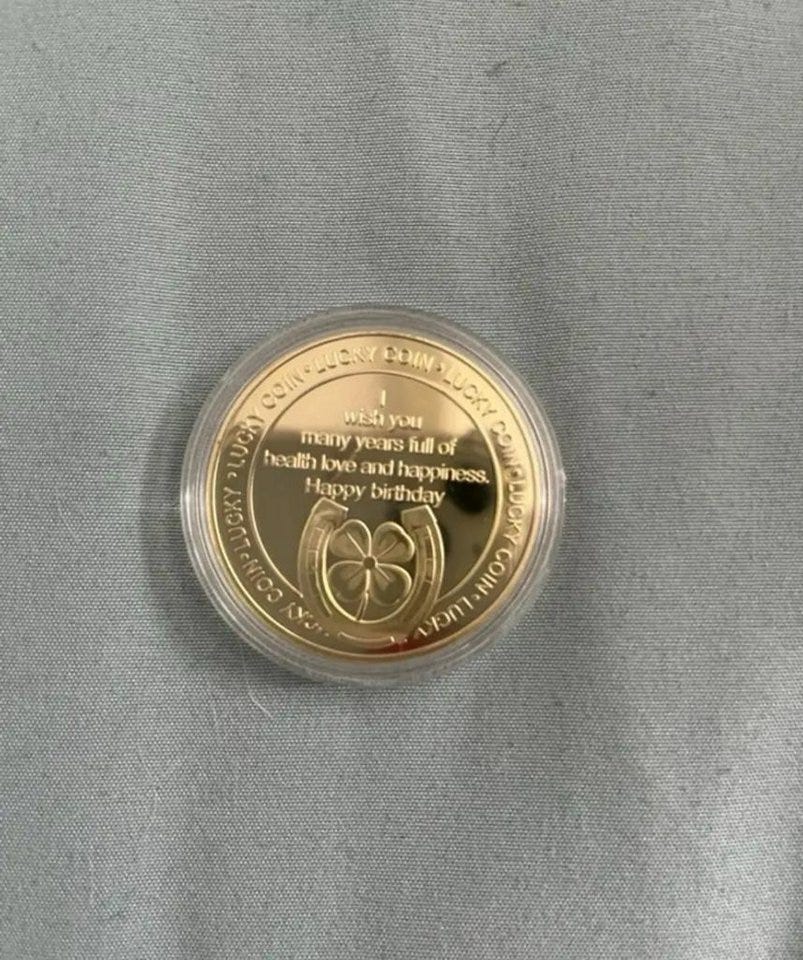 LUCKY COIN • LUCKY COIN • LUCKY COIN • LUCKY COIN • LUCKY
CKY COIN • LUCKY •
I
wish you
many years full of
health love and happiness.
Happy birthday